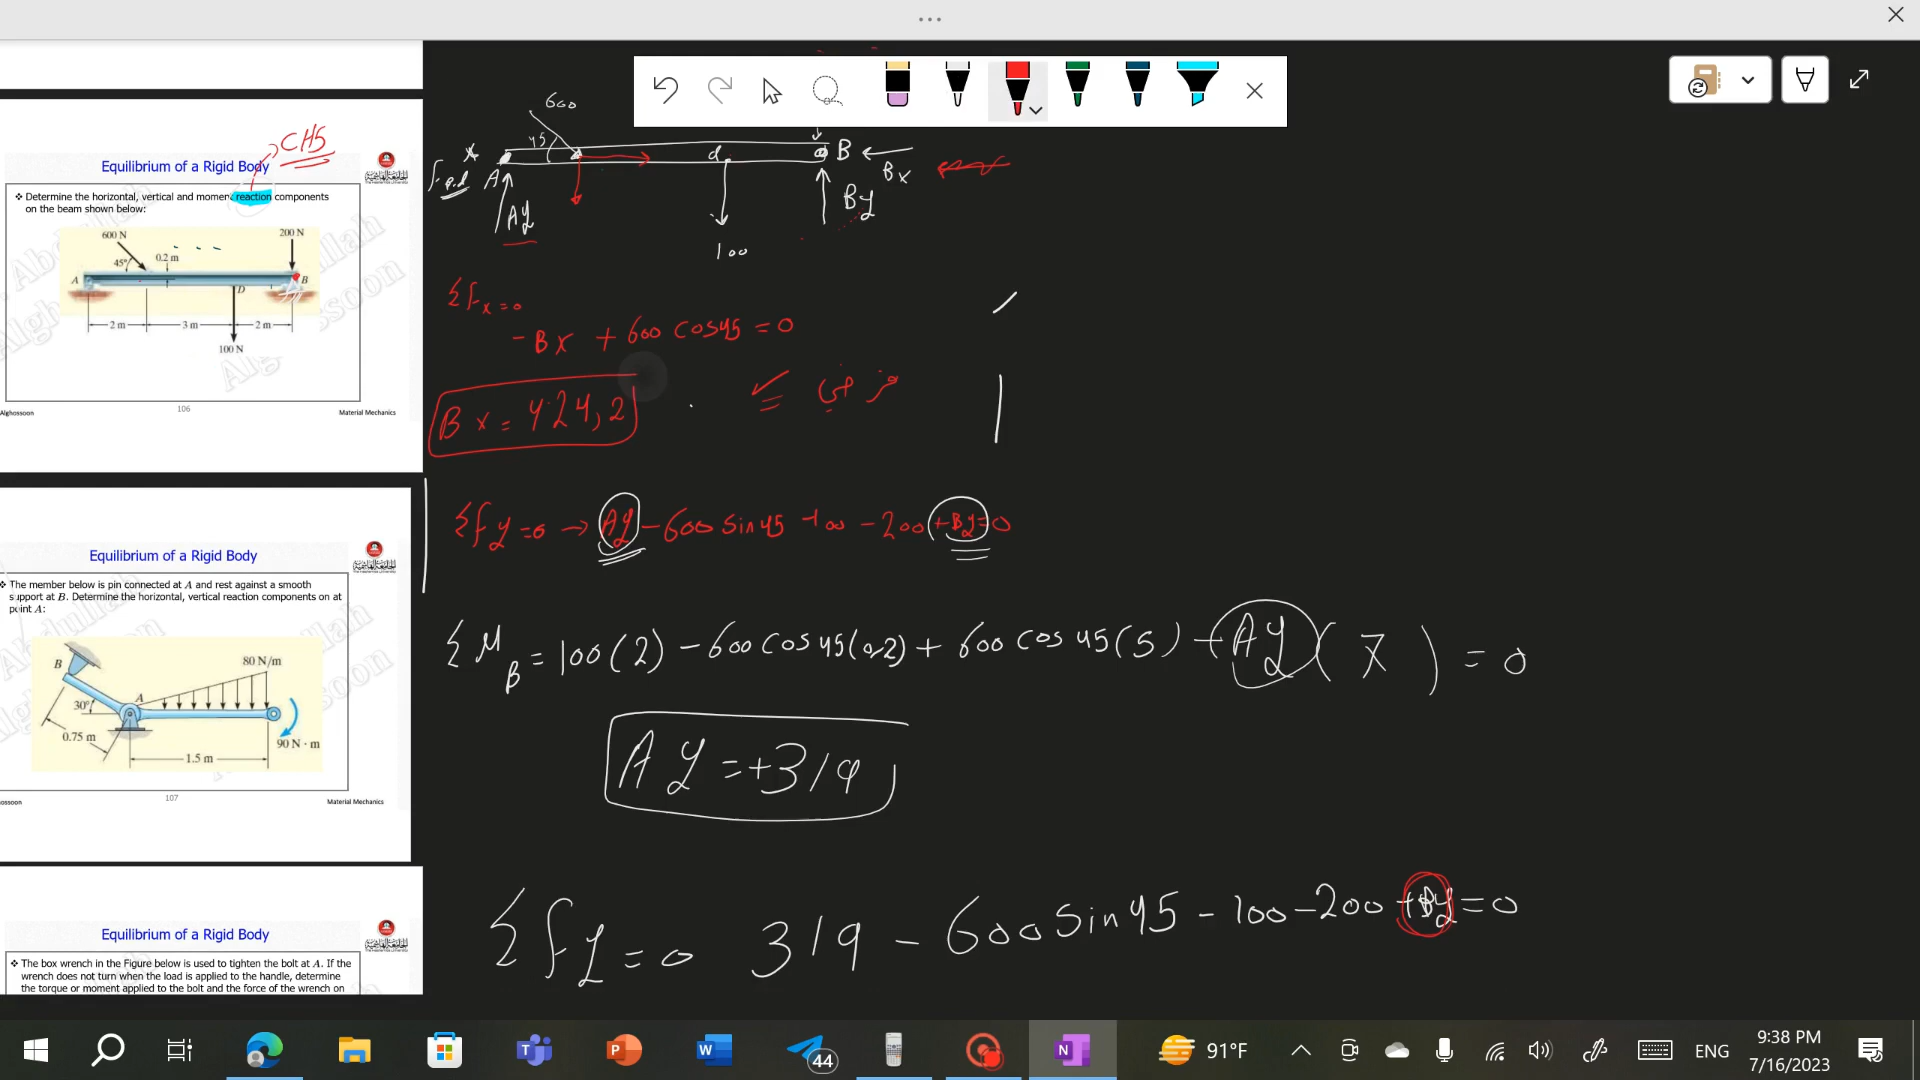 CH5
Equilibrium of a Rigid Body
❖ Determine the horizontal, vertical and moment reaction components
on the beam shown below:
600 N
200 N
45°
0.2 m
A
B
D
2 m
3 m
2 m
100 N
Alghossoon
106
Material Mechanics
Equilibrium of a Rigid Body
❖ The member below is pin connected at A and rest against a smooth
support at B. Determine the horizontal, vertical reaction components on at
point A:
B
80 N/m
A
30°
0.75 m
90 N · m
1.5 m
ossoon
107
Material Mechanics
Equilibrium of a Rigid Body
❖ The box wrench in the Figure below is used to tighten the bolt at A. If the
wrench does not turn when the load is applied to the handle, determine
the torque or moment applied to the bolt and the force of the wrench on
600
45
d
B
Bx
A
Ay
By
100
ΣFx=0
-Bx + 600 cos45 = 0
Bx = 424,2
ΣFy=0 → Ay - 600 sin45 -100 - 200 + By = 0
ΣM B = 100(2) - 600 cos45(0.2) + 600 cos 45(5) - Ay( 7 ) = 0
Ay = +319
ΣFy = 0 319 - 600 sin45 - 100 - 200 + By = 0
44
91°F
ENG
9:38 PM
7/16/2023